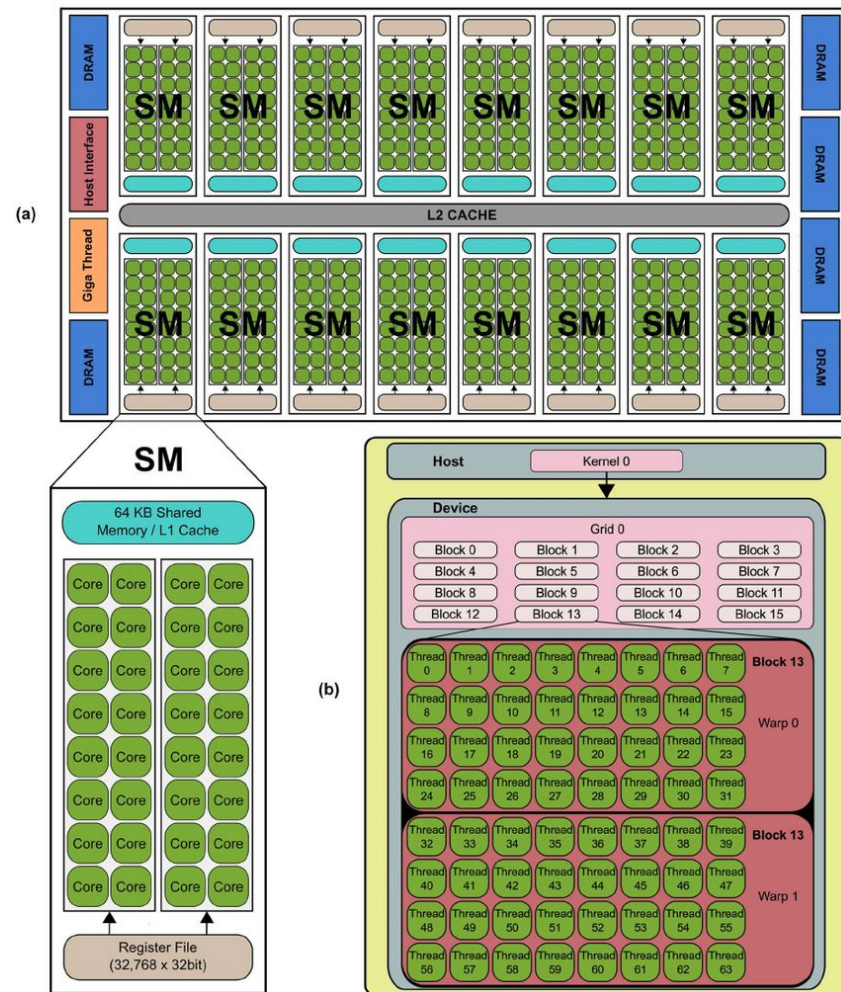 (a)
DRAM
Host Interface
Giga Thread
DRAM
SM SM SM SM SM SM SM SM
L2 CACHE
SM SM SM SM SM SM SM SM
DRAM
DRAM
DRAM
DRAM
SM
64 KB Shared
Memory / L1 Cache
Core Core Core Core
Core Core Core Core
Core Core Core Core
Core Core Core Core
Core Core Core Core
Core Core Core Core
Core Core Core Core
Core Core Core Core
Register File
(32,768 x 32bit)
(b)
Host
Kernel 0
Device
Grid 0
Block 0 Block 1 Block 2 Block 3
Block 4 Block 5 Block 6 Block 7
Block 8 Block 9 Block 10 Block 11
Block 12 Block 13 Block 14 Block 15
Thread Thread Thread Thread Thread Thread Thread Thread
0 1 2 3 4 5 6 7
Block 13
Thread Thread Thread Thread Thread Thread Thread Thread
8 9 10 11 12 13 14 15
Warp 0
Thread Thread Thread Thread Thread Thread Thread Thread
16 17 18 19 20 21 22 23
Thread Thread Thread Thread Thread Thread Thread Thread
24 25 26 27 28 29 30 31
Thread Thread Thread Thread Thread Thread Thread Thread
32 33 34 35 36 37 38 39
Block 13
Thread Thread Thread Thread Thread Thread Thread Thread
40 41 42 43 44 45 46 47
Warp 1
Thread Thread Thread Thread Thread Thread Thread Thread
48 49 50 51 52 53 54 55
Thread Thread Thread Thread Thread Thread Thread Thread
56 57 58 59 60 61 62 63